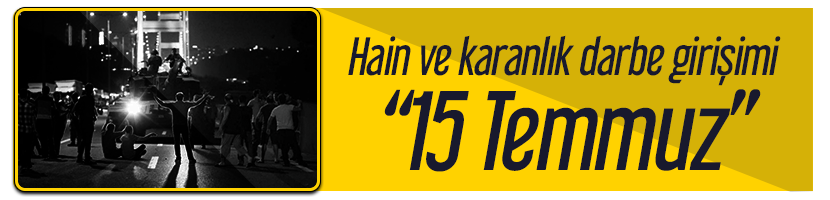 Hain ve karanlık darbe girişimi
“15 Temmuz”